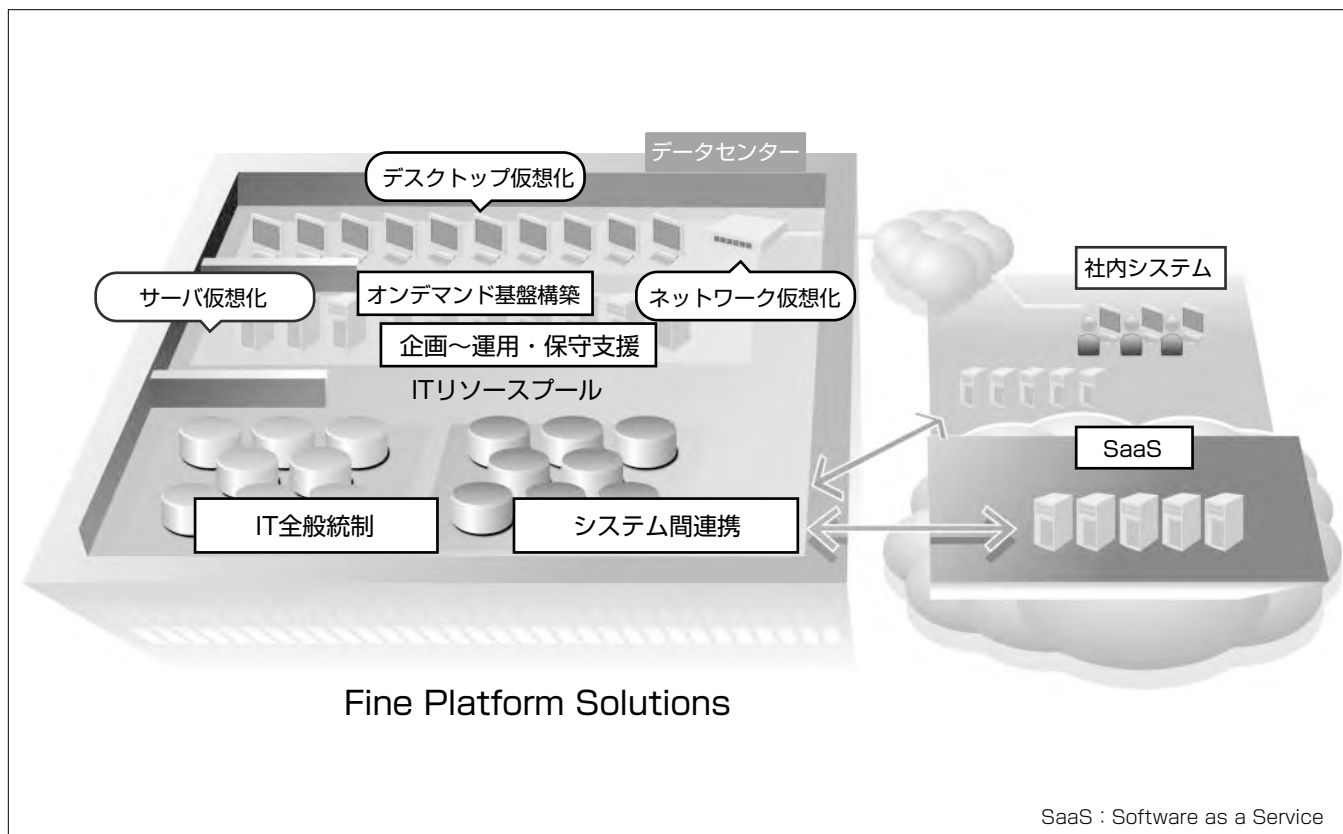 データセンター
デスクトップ仮想化
サーバ仮想化
オンデマンド基盤構築
ネットワーク仮想化
社内システム
企画～運用・保守支援
ITリソースプール
SaaS
IT全般統制
システム間連携
Fine Platform Solutions
SaaS：Software as a Service